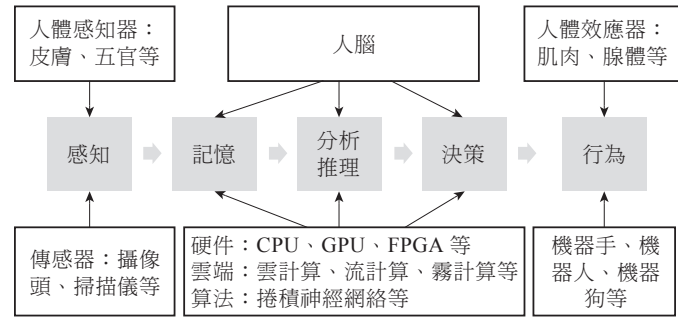 人體感知器：
皮膚、五官等
人腦
人體效應器：
肌肉、腺體等
感知
記憶
分析
推理
決策
行為
傳感器：攝像
頭、掃描儀等
硬件：CPU、GPU、FPGA 等
雲端：雲計算、流計算、霧計算等
算法：捲積神經網絡等
機器手、機
器人、機器
狗等